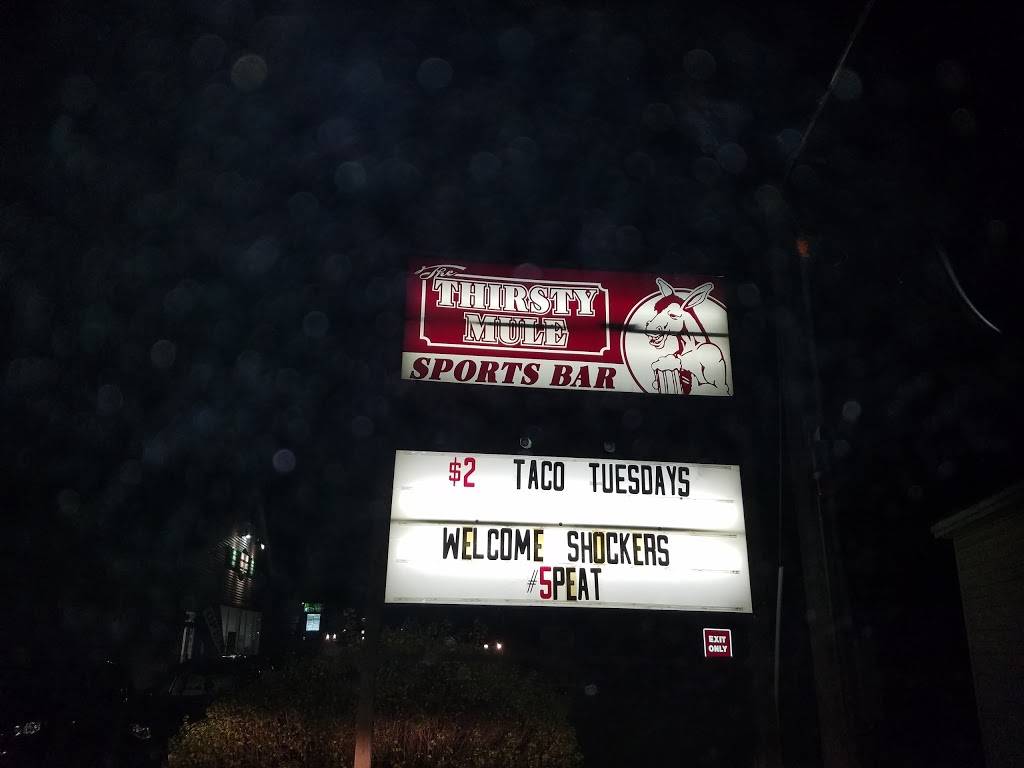 The
THIRSTY
MULE
SPORTS BAR
$2 TACO TUESDAYS
WELCOME SHOCKERS
#5PEAT
EXIT
ONLY